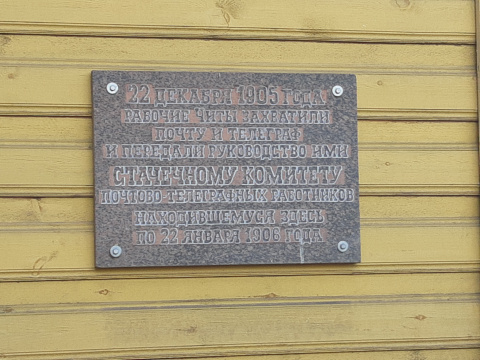 22 ДЕКАБРЯ 1905 ГОДА
РАБОЧИЕ ЧИТЫ ЗАХВАТИЛИ
ПОЧТУ И ТЕЛЕГРАФ
И ПЕРЕДАЛИ РУКОВОДСТВО ИМИ
СТАЧЕЧНОМУ КОМИТЕТУ
ПОЧТОВО-ТЕЛЕГРАФНЫХ РАБОТНИКОВ
НАХОДИВШЕМУСЯ ЗДЕСЬ
ПО 22 ЯНВАРЯ 1906 ГОДА